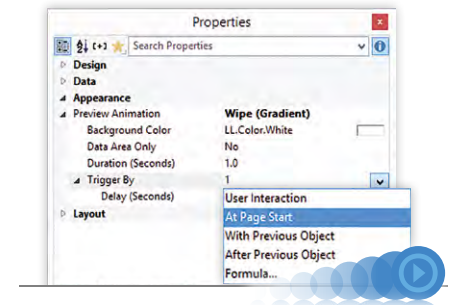 Properties
x
Search Properties
Design
Data
Appearance
Preview Animation Wipe (Gradient)
Background Color LL.Color.White
Data Area Only No
Duration (Seconds) 1.0
Trigger By 1
Delay (Seconds)
User Interaction
Layout
At Page Start
With Previous Object
After Previous Object
Formula...